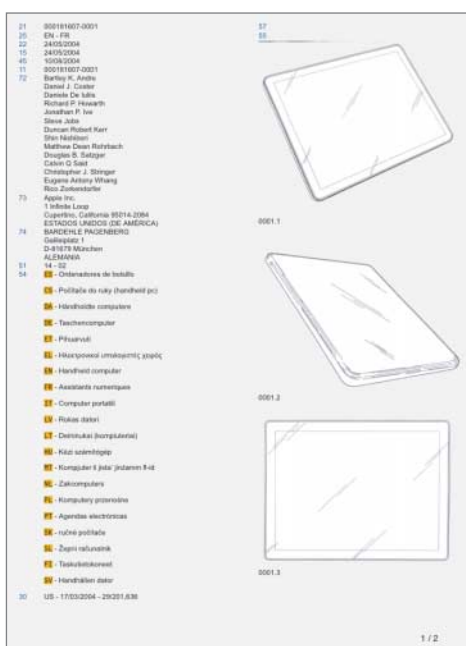 21 000181607-0001
25 EN - FR
22 24/05/2004
15 24/05/2004
45 10/08/2004
11 000181607-0001
72 Bartley K. Andre
Daniel J. Coster
Daniele De Iuliis
Richard P. Howarth
Jonathan P. Ive
Steve Jobs
Duncan Robert Kerr
Shin Nishibori
Matthew Dean Rohrbach
Douglas B. Satzger
Calvin Q Seid
Christopher J. Stringer
Eugene Antony Whang
Rico Zorkendorfer
73 Apple Inc.
1 Infinite Loop
Cupertino, California 95014-2084
ESTADOS UNIDOS (DE AMÉRICA)
74 BARDEHLE PAGENBERG
Galileiplatz 1
D-81679 München
ALEMANIA
51 14 - 02
54 ES - Ordenadores de bolsillo
CS - Počítače do ruky (handheld pc)
DA - Håndholdte computere
DE - Taschencomputer
ET - Pihuarvuti
EL - Ηλεκτρονικοί υπολογιστές χειρός
EN - Handheld computer
FR - Assistants numeriques
IT - Computer portatili
LV - Rokas datori
LT - Delniniukai (kompiuteriai)
HU - Kézi számítógép
MT - Kompjuter li jista' jinżamm fl-id
NL - Zakcomputers
PL - Komputery przenośne
PT - Agendas electrónicas
SK - ručné počítače
SL - Žepni računalnik
FI - Taskutietokoneet
SV - Handhållen dator
30 US - 17/03/2004 - 29/201,636
57
55
0001.1
0001.2
0001.3
1 / 2